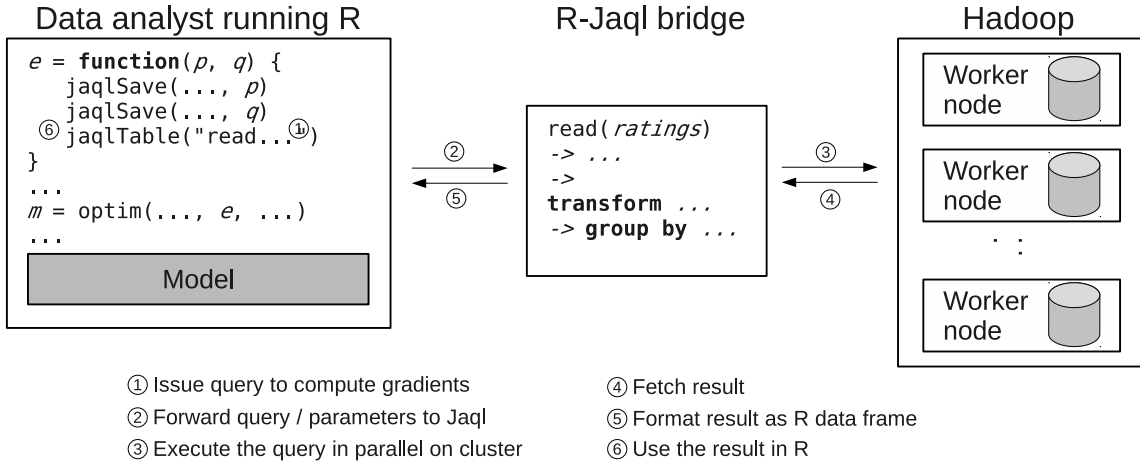 Data analyst running R
e = function(p, q) {
jaqlSave(..., p)
jaqlSave(..., q)
⑥ jaqlTable("read...①")
}
...
m = optim(..., e, ...)
...
Model
②
⑤
R-Jaql bridge
read(ratings)
-> ...
->
transform ...
-> group by ...
③
④
Hadoop
Worker
node
Worker
node
Worker
node
① Issue query to compute gradients
② Forward query / parameters to Jaql
③ Execute the query in parallel on cluster
④ Fetch result
⑤ Format result as R data frame
⑥ Use the result in R